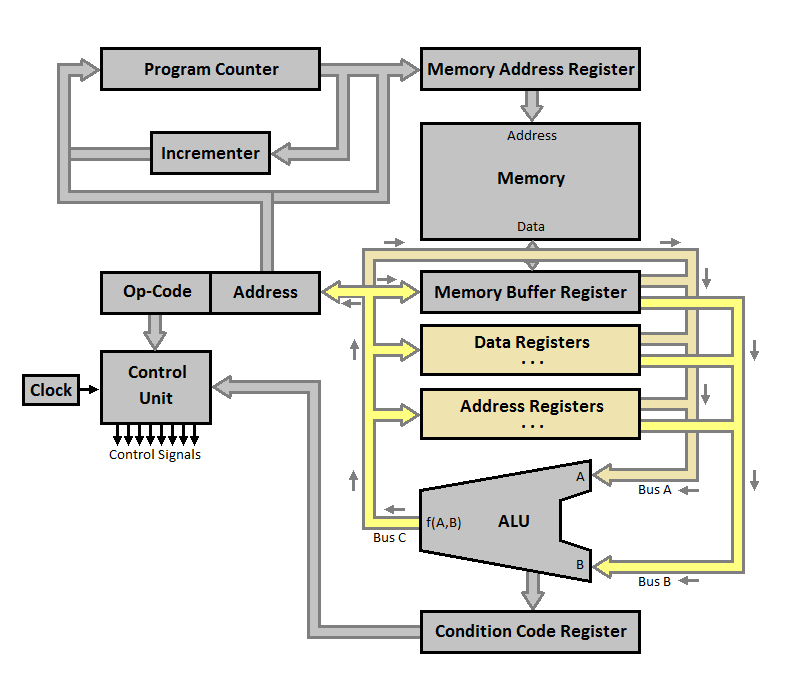 Program Counter
Memory Address Register
Incrementer
Address
Memory
Data
Op-Code
Address
Memory Buffer Register
Data Registers
. . .
Control
Unit
Clock
Address Registers
. . .
Control Signals
A
Bus A
f(A,B)
ALU
Bus C
B
Bus B
Condition Code Register